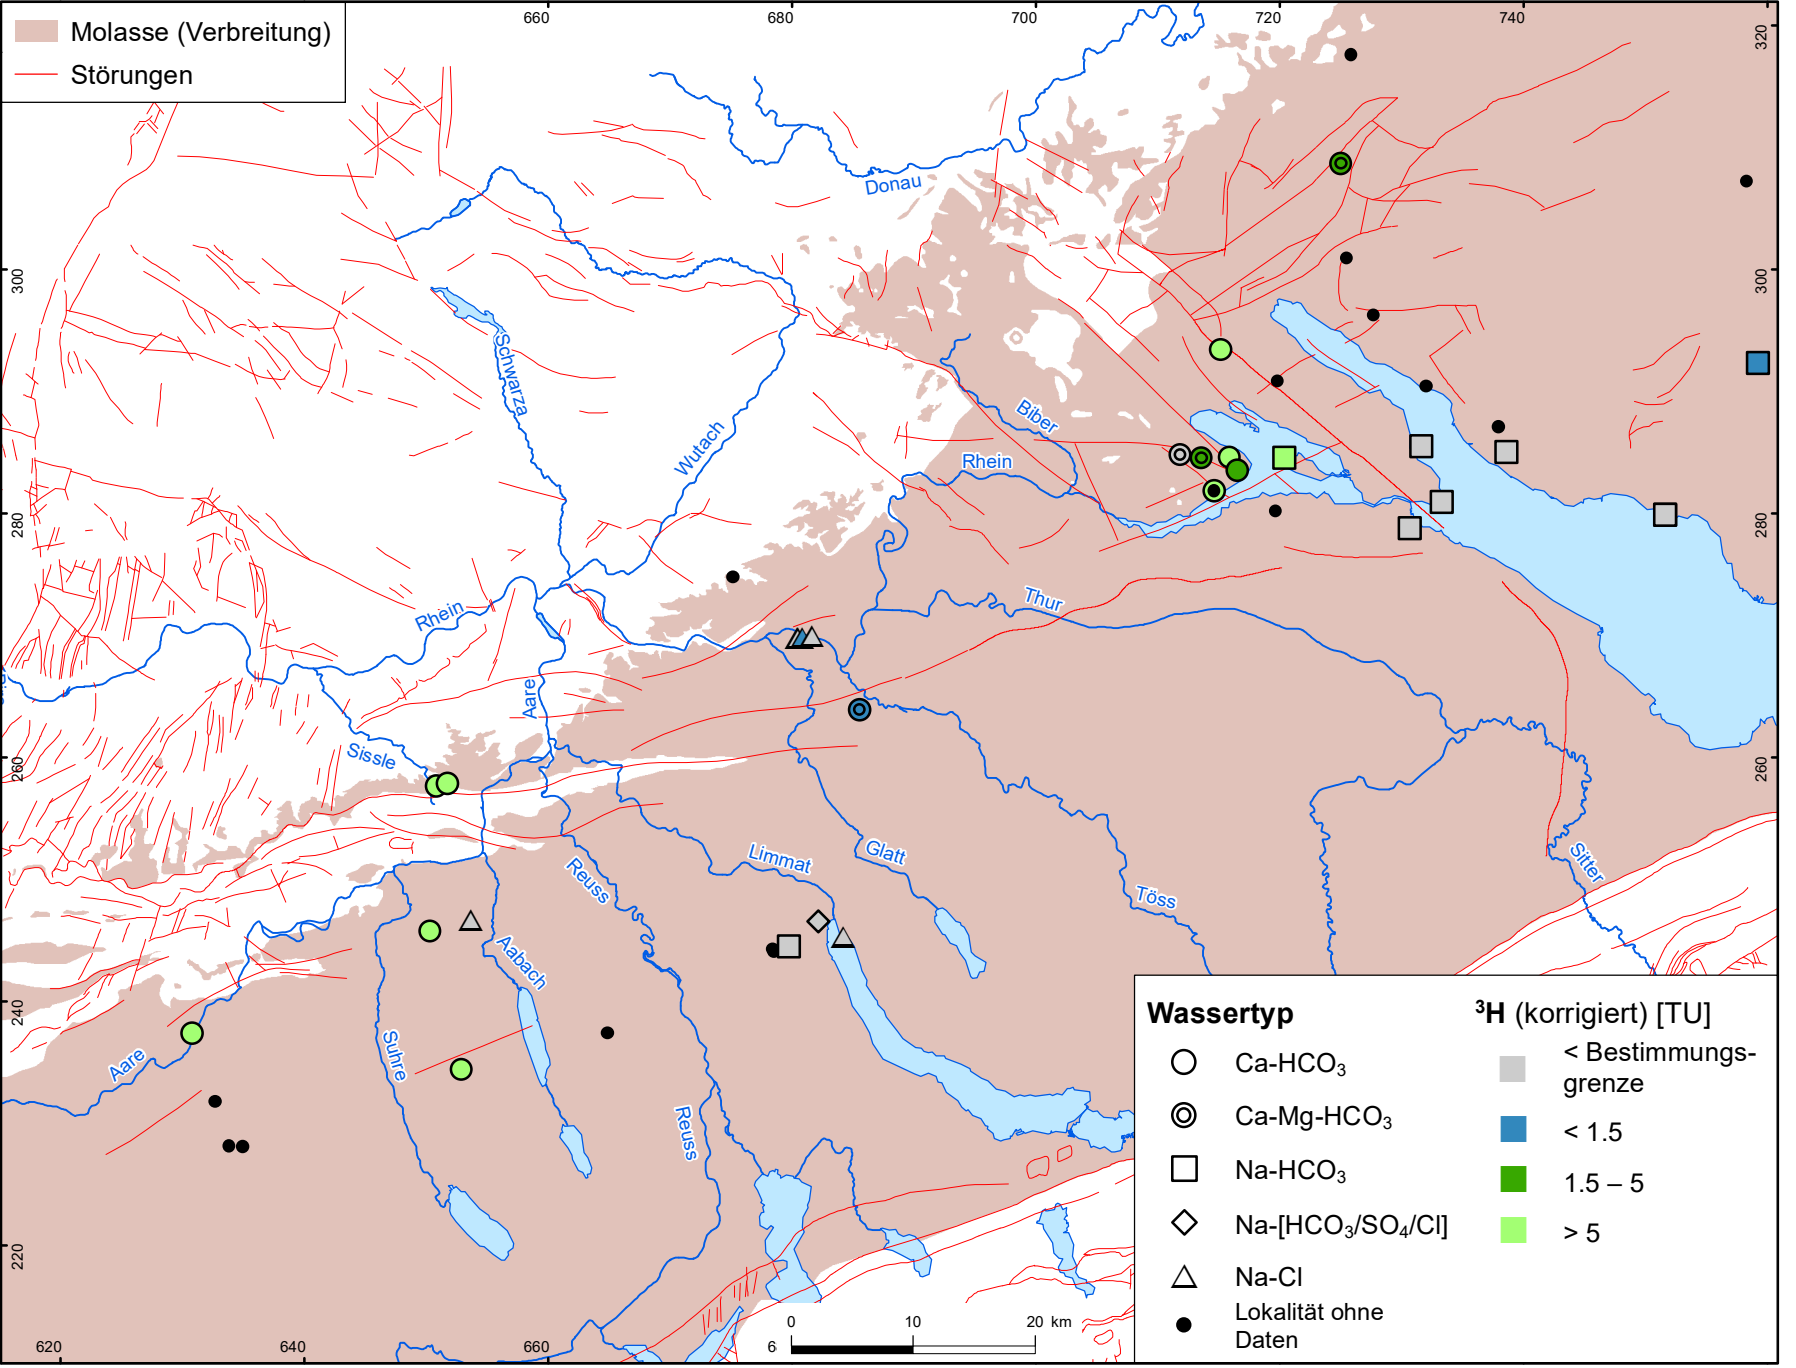 660
680
700
720
740
320
Molasse (Verbreitung)
Störungen
Donau
300
300
Schwarza
Wutach
Biber
Rhein
280
280
Rhein
Thur
Aare
Sissle
260
260
Reuss
Limmat
Glatt
Töss
Sitter
Aabach
240
Suhre
Aare
Reuss
220
Wassertyp
³H (korrigiert) [TU]
Ca-HCO₃
< Bestimmungs-
grenze
Ca-Mg-HCO₃
< 1.5
Na-HCO₃
1.5 – 5
Na-[HCO₃/SO₄/Cl]
> 5
Na-Cl
Lokalität ohne
Daten
0
10
20 km
6
620
640
660